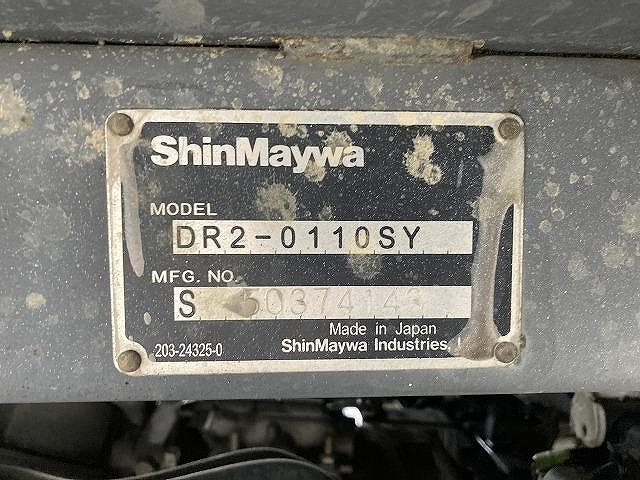 ShinMaywa
MODEL
DR2-0110SY
MFG. NO.
S
Made in Japan
203-24325-0
ShinMaywa Industries,